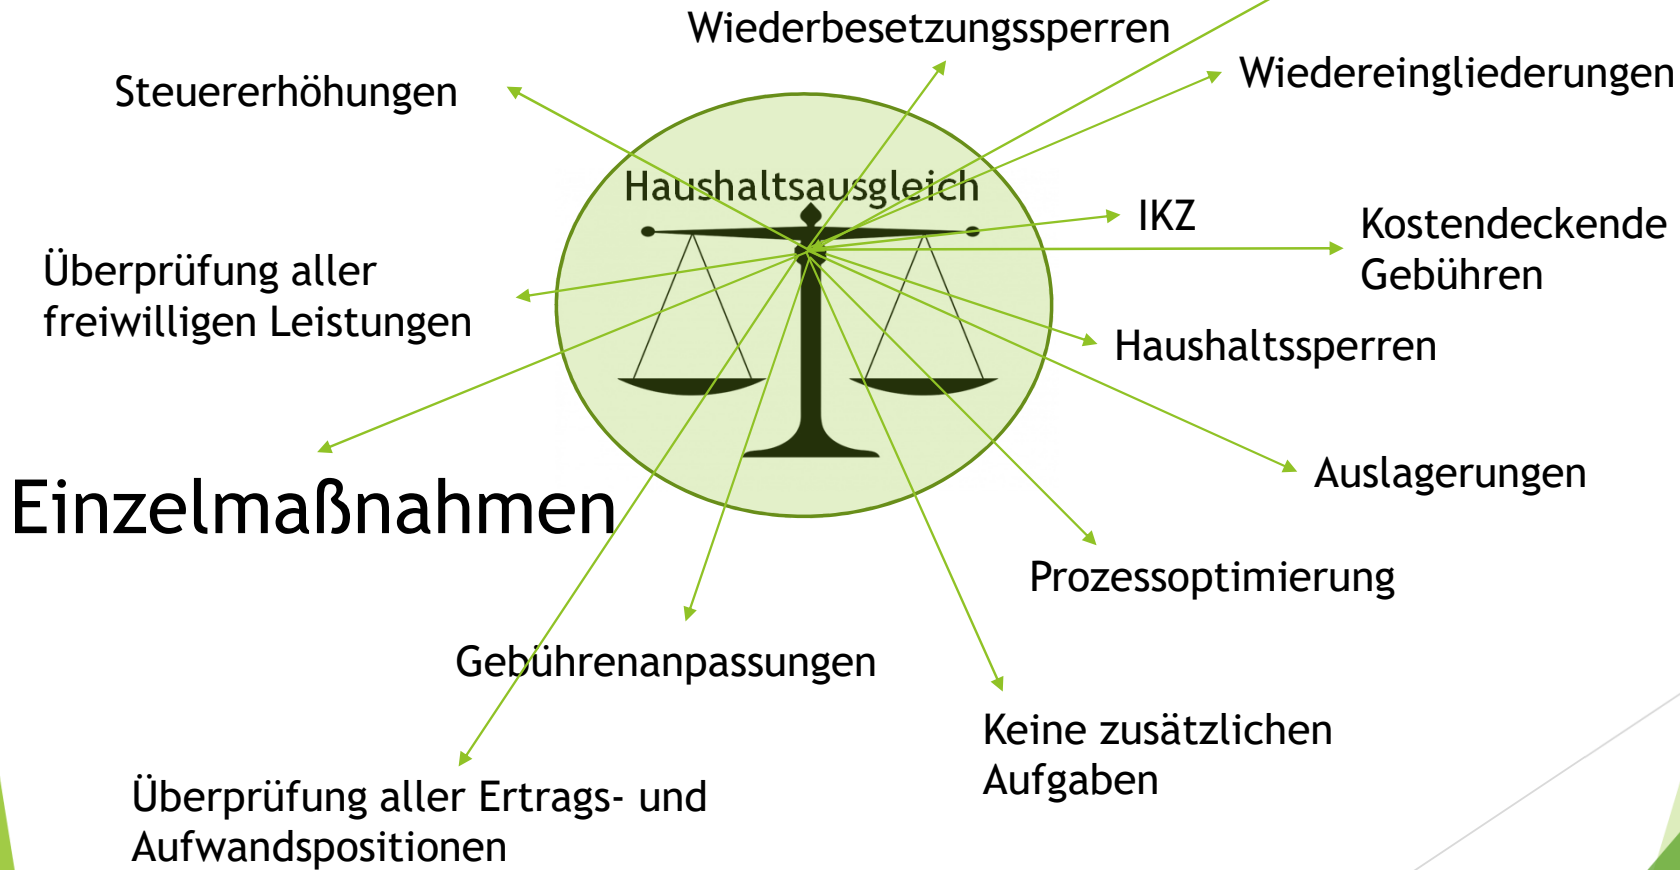 Wiederbesetzungssperren
Wiedereingliederungen
Steuererhöhungen
Haushaltsausgleich
IKZ
Kostendeckende
Gebühren
Überprüfung aller
freiwilligen Leistungen
Haushaltssperren
Einzelmaßnahmen
Auslagerungen
Prozessoptimierung
Gebührenanpassungen
Keine zusätzlichen
Aufgaben
Überprüfung aller Ertrags- und
Aufwandspositionen